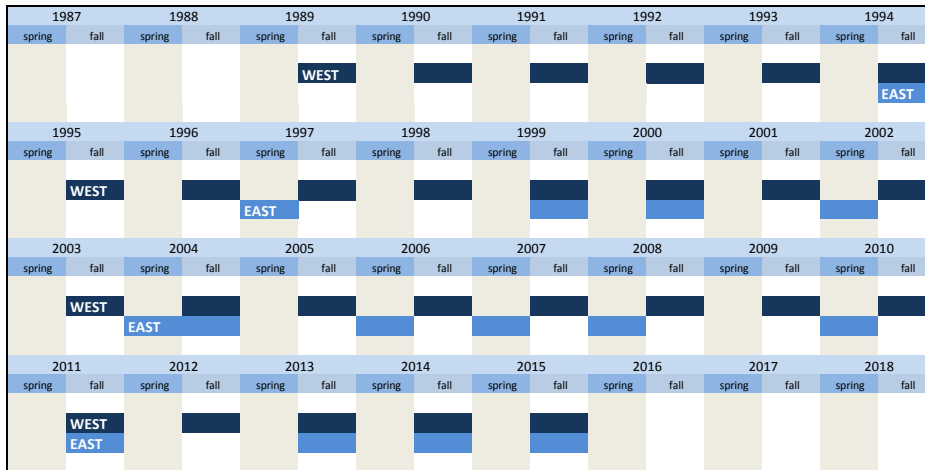 1987 1988 1989 1990 1991 1992 1993 1994
spring fall spring fall spring fall spring fall spring fall spring fall spring fall spring fall
WEST
EAST
1995 1996 1997 1998 1999 2000 2001 2002
spring fall spring fall spring fall spring fall spring fall spring fall spring fall spring fall
WEST
EAST
2003 2004 2005 2006 2007 2008 2009 2010
spring fall spring fall spring fall spring fall spring fall spring fall spring fall spring fall
WEST
EAST
2011 2012 2013 2014 2015 2016 2017 2018
spring fall spring fall spring fall spring fall spring fall spring fall spring fall spring fall
WEST
EAST